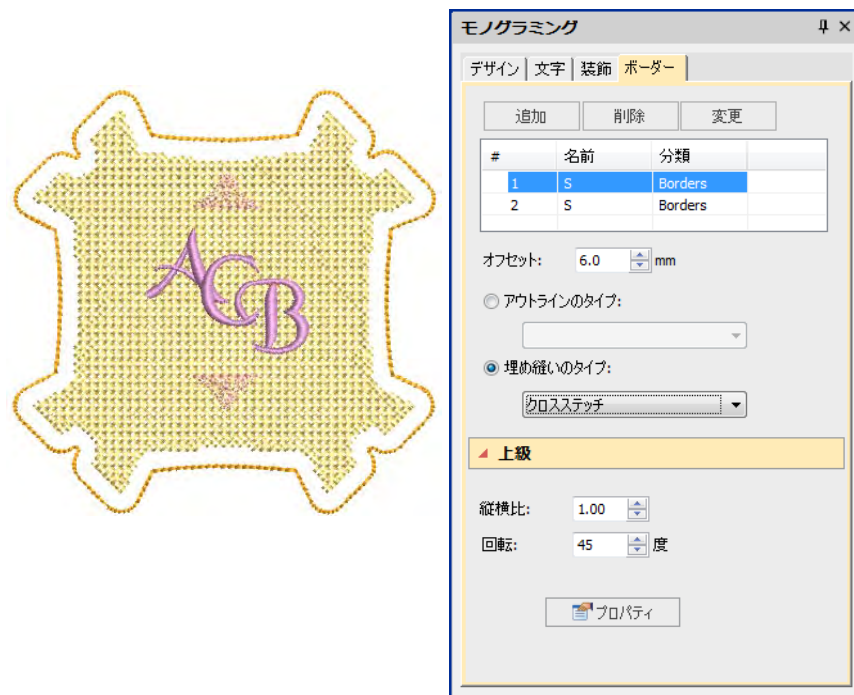 モノグラミング
デザイン 文字 装飾 ボーダー
追加 削除 変更
# 名前 分類
1 S Borders
2 S Borders
オフセット: 6.0 mm
アウトラインのタイプ:
埋め縫いのタイプ:
クロスステッチ
上級
縦横比: 1.00
回転: 45 度
プロパティ
ACB